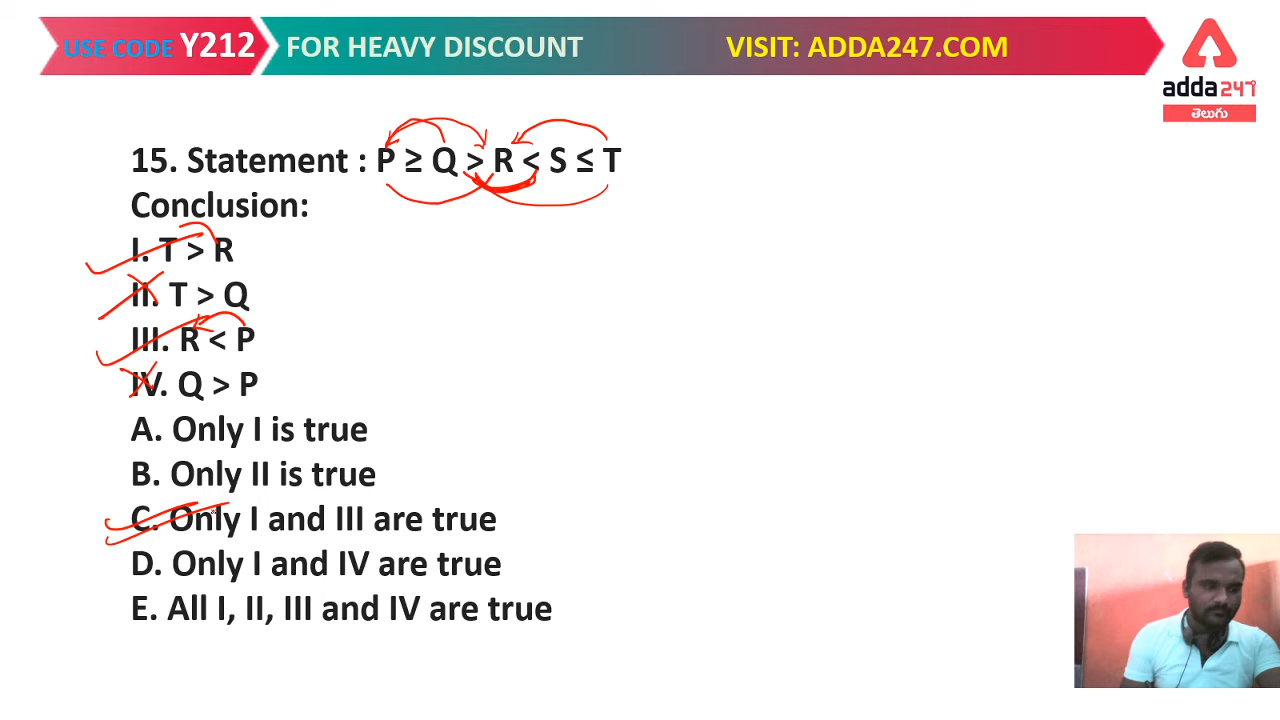 USE CODE Y212 FOR HEAVY DISCOUNT VISIT: ADDA247.COM
adda247
తెలుగు
15. Statement : P ≥ Q > R < S ≤ T
Conclusion:
I. T > R
II. T > Q
III. R < P
IV. Q > P
A. Only I is true
B. Only II is true
C. Only I and III are true
D. Only I and IV are true
E. All I, II, III and IV are true